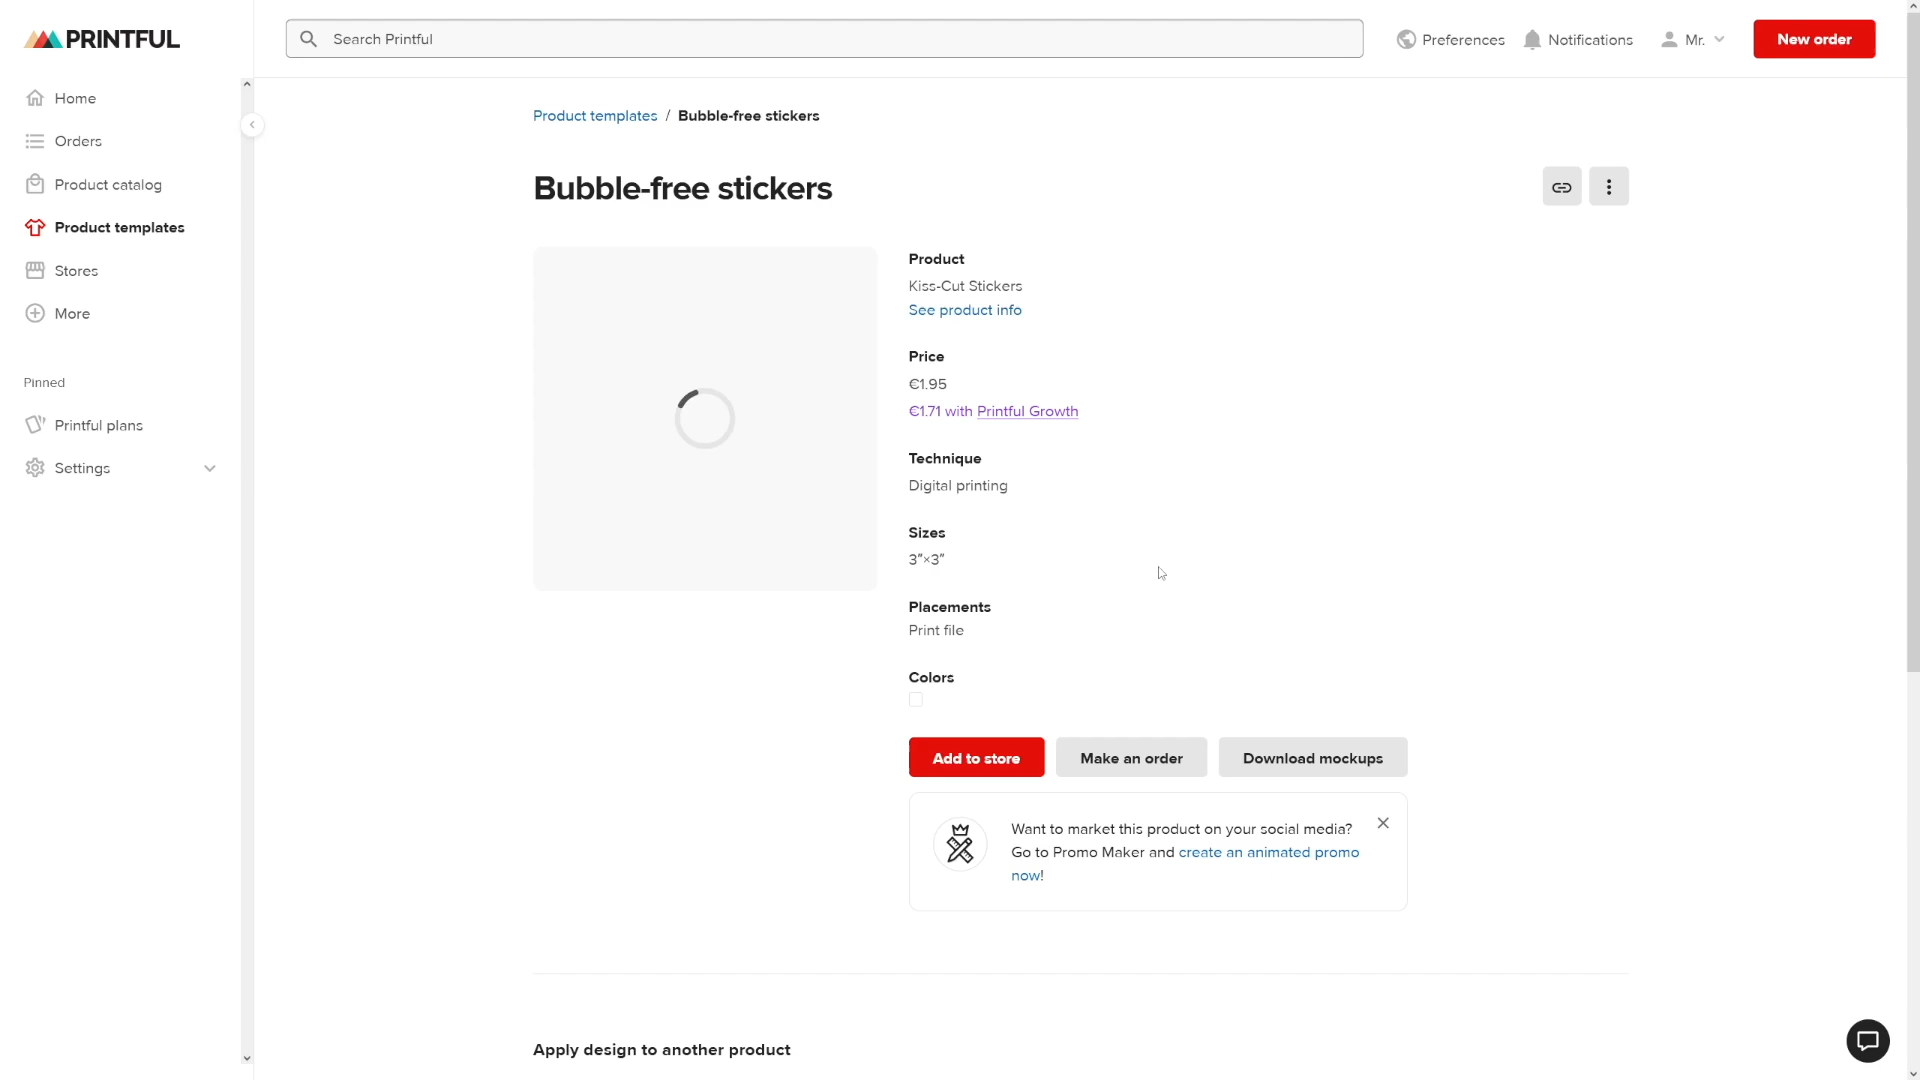 PRINTFUL
Search Printful
Preferences
Notifications
Mr.
New order
Home
Orders
Product catalog
Product templates
Stores
More
Pinned
Printful plans
Settings
Product templates / Bubble-free stickers
Bubble-free stickers
Product
Kiss-Cut Stickers
See product info
Price
€1.95
€1.71 with Printful Growth
Technique
Digital printing
Sizes
3″×3″
Placements
Print file
Colors
Add to store
Make an order
Download mockups
Want to market this product on your social media?
Go to Promo Maker and create an animated promo
now!
Apply design to another product